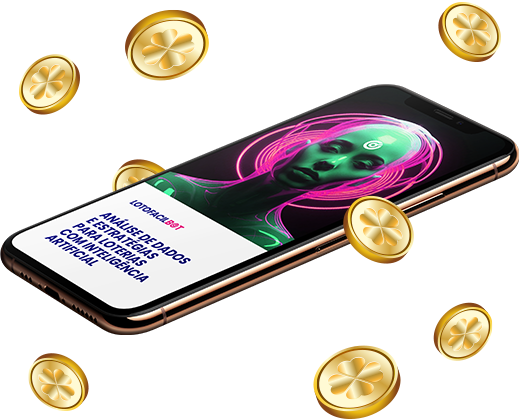 LOTOFACILBOT
ANÁLISE DE DADOS
E ESTRATÉGIAS
PARA LOTERIAS
COM INTELIGÊNCIA
ARTIFICIAL